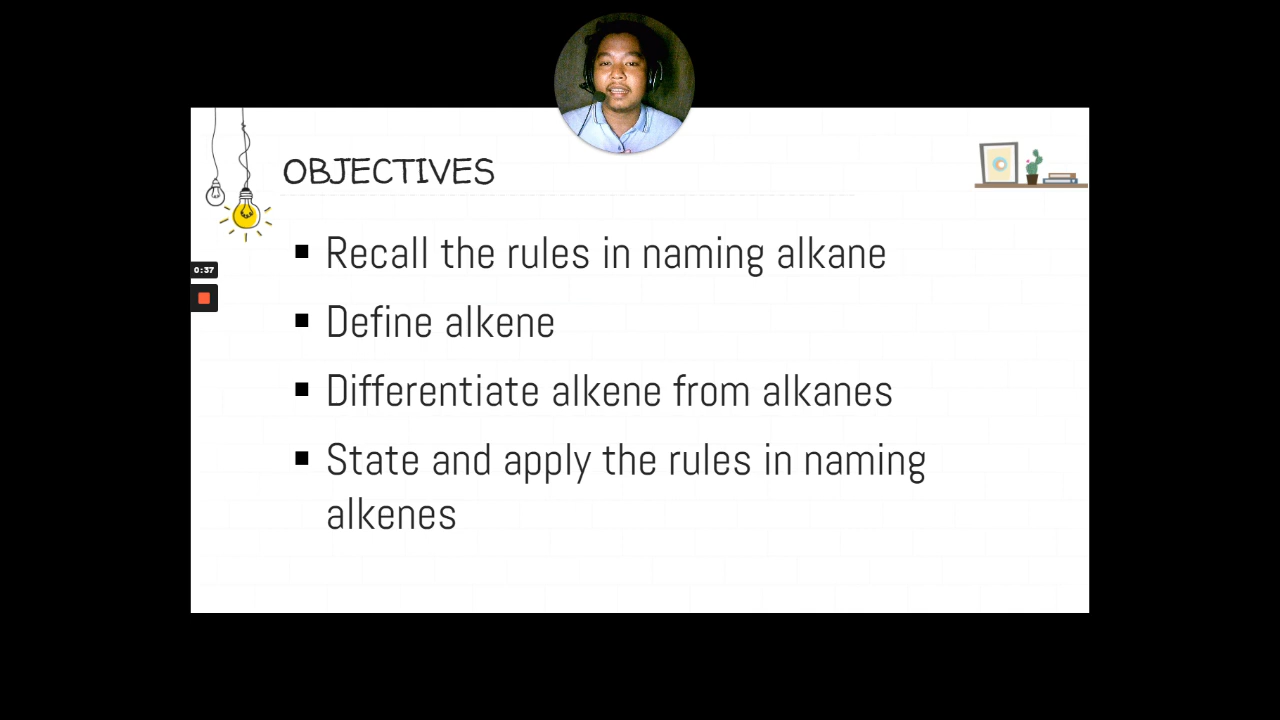 OBJECTIVES
▪ Recall the rules in naming alkane
▪ Define alkene
▪ Differentiate alkene from alkanes
▪ State and apply the rules in naming
alkenes
0:37